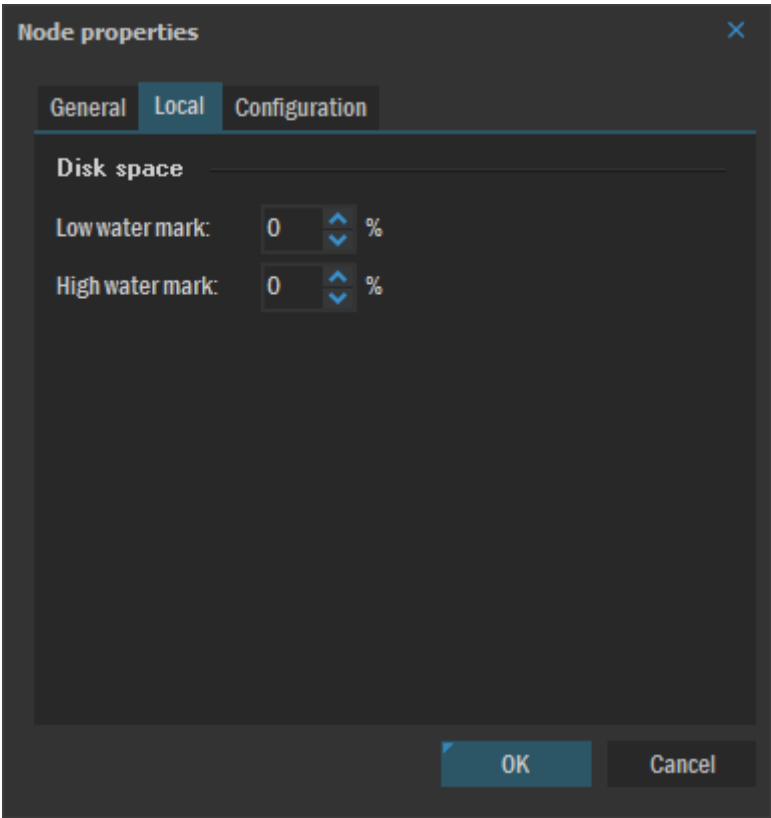 Node properties
General Local Configuration
Disk space
Low water mark: 0 %
High water mark: 0 %
OK Cancel